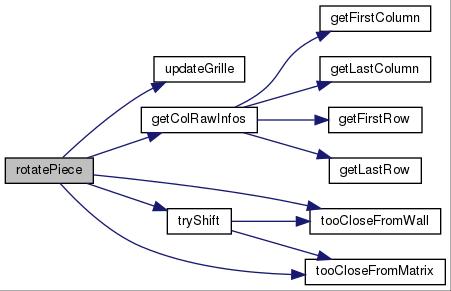 getFirstColumn
updateGrille
getLastColumn
getColRawInfos
getFirstRow
rotatePiece
getLastRow
tryShift
tooCloseFromWall
tooCloseFromMatrix